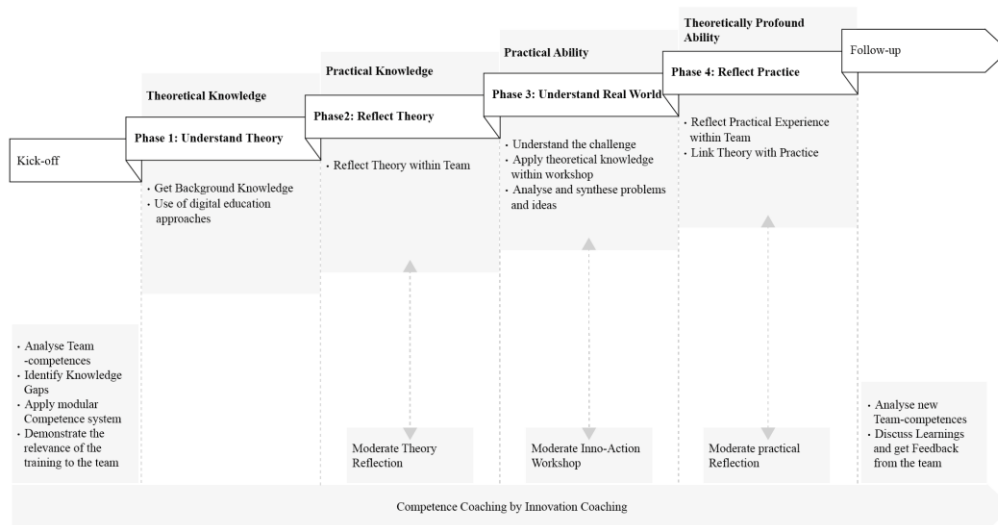 Theoretically Profound
Ability
Practical Ability
Practical Knowledge
Theoretical Knowledge
Kick-off
Phase 1: Understand Theory
Phase2: Reflect Theory
Phase 3: Understand Real World
Phase 4: Reflect Practice
Follow-up
· Get Background Knowledge
· Use of digital education
approaches
· Reflect Theory within Team
· Understand the challenge
· Apply theoretical knowledge
within workshop
· Analyse and synthese problems
and ideas
· Reflect Practical Experience
within Team
· Link Theory with Practice
· Analyse Team
-competences
· Identify Knowledge
Gaps
· Apply modular
Competence system
· Demonstrate the
relevance of the
training to the team
Moderate Theory
Reflection
Moderate Inno-Action
Workshop
Moderate practical
Reflection
· Analyse new
Team-competences
· Discuss Learnings
and get Feedback
from the team
Competence Coaching by Innovation Coaching